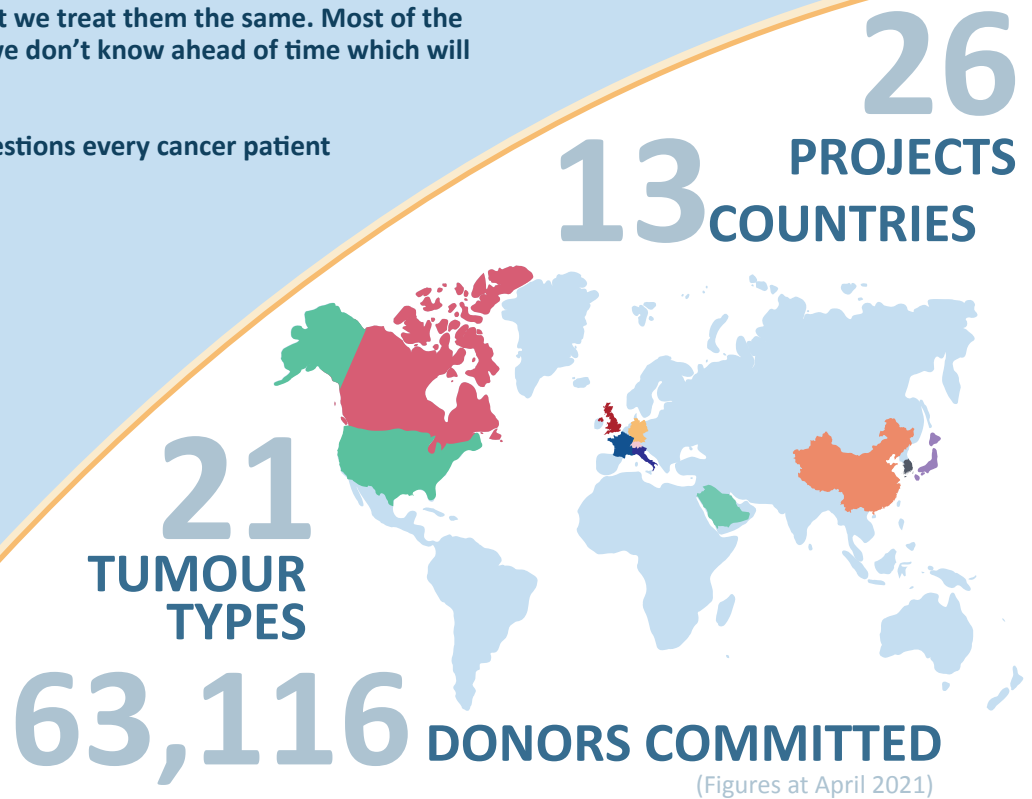 t we treat them the same. Most of the
we don’t know ahead of time which will
estions every cancer patient
26
PROJECTS
13 COUNTRIES
21
TUMOUR
TYPES
63,116 DONORS COMMITTED
(Figures at April 2021)